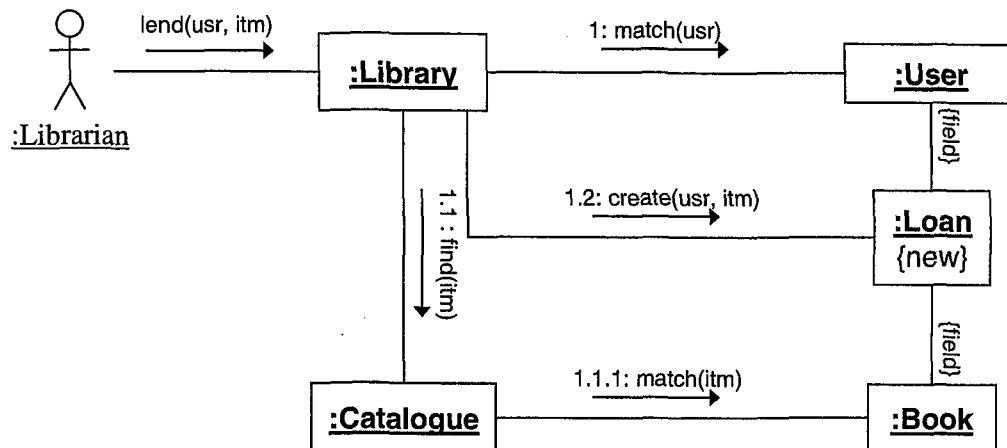 lend(usr, itm)
1: match(usr)
:Library
:User
:Librarian
{field}
1.1 : find(itm)
1.2: create(usr, itm)
:Loan
{new}
{field}
1.1.1: match(itm)
:Catalogue
:Book